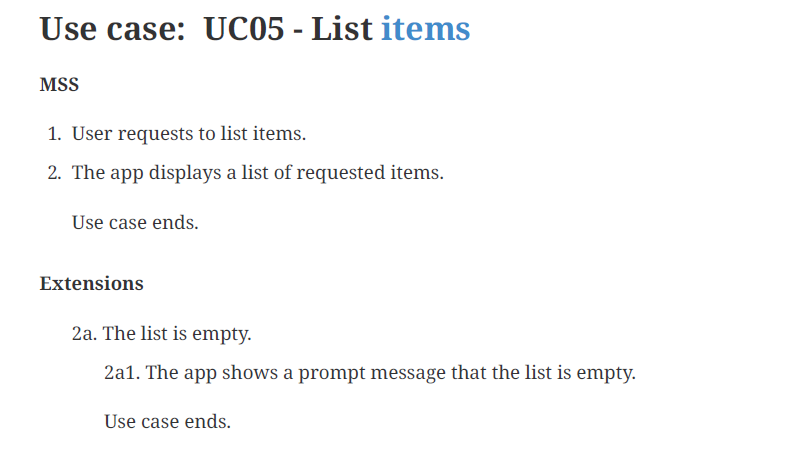 Use case: UC05 - List items
MSS
1. User requests to list items.
2. The app displays a list of requested items.
Use case ends.
Extensions
2a. The list is empty.
2a1. The app shows a prompt message that the list is empty.
Use case ends.